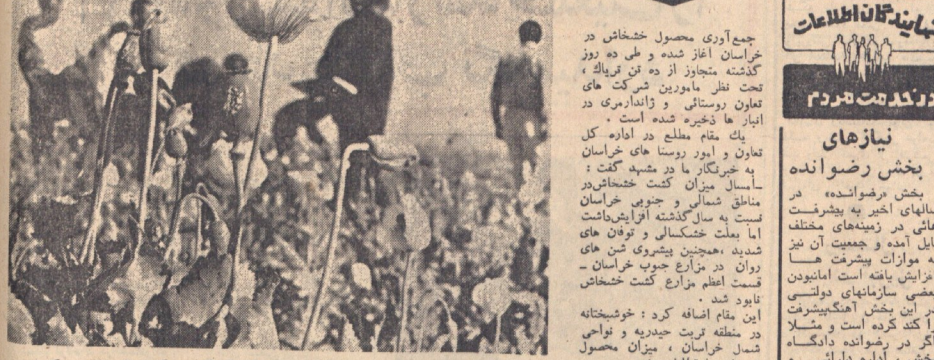 نمایندگان اطلاعات
در خدمت مردم
نیازهای
بخش رضوانده
بخش «رضوانده» در
سالهای اخیر به پیشرفت
هائی در زمینه‌های مختلف
نایل آمده و جمعیت آن نیز
به موازات پیشرفت ها
افزایش یافته است امانبودن
بعضی سازمانهای دولتی
در این بخش آهنگ‌پیشرفت
را کند کرده است و مثلا
اگر در رضوانده دادگاه
جمع‌آوری محصول خشخاش در
خراسان آغاز شده و طی ده روز
گذشته متجاوز از ده تن تریاك ،
تحت نظر مامورین شرکت های
تعاون روستائی و ژاندارمری در
انبار ها ذخیره شده است .
یك مقام مطلع در اداره کل
تعاون و امور روستا های خراسان
به خبرنگار ما در مشهد گفت :
ـ امسال میزان کشت خشخاش‌در
مناطق شمالی و جنوبی خراسان
نسبت به سال گذشته افزایش‌داشت
اما بعلت خشکسالی و توفان های
شدید ،همچنین پیشروی شن های
روان در مزارع جنوب خراسان ـ
قسمت اعظم مزارع کشت خشخاش
نابود شد .
این مقام اضافه کرد : خوشبختانه
در منطقه تربت حیدریه و نواحی
شمال خراسان ، میزان محصول